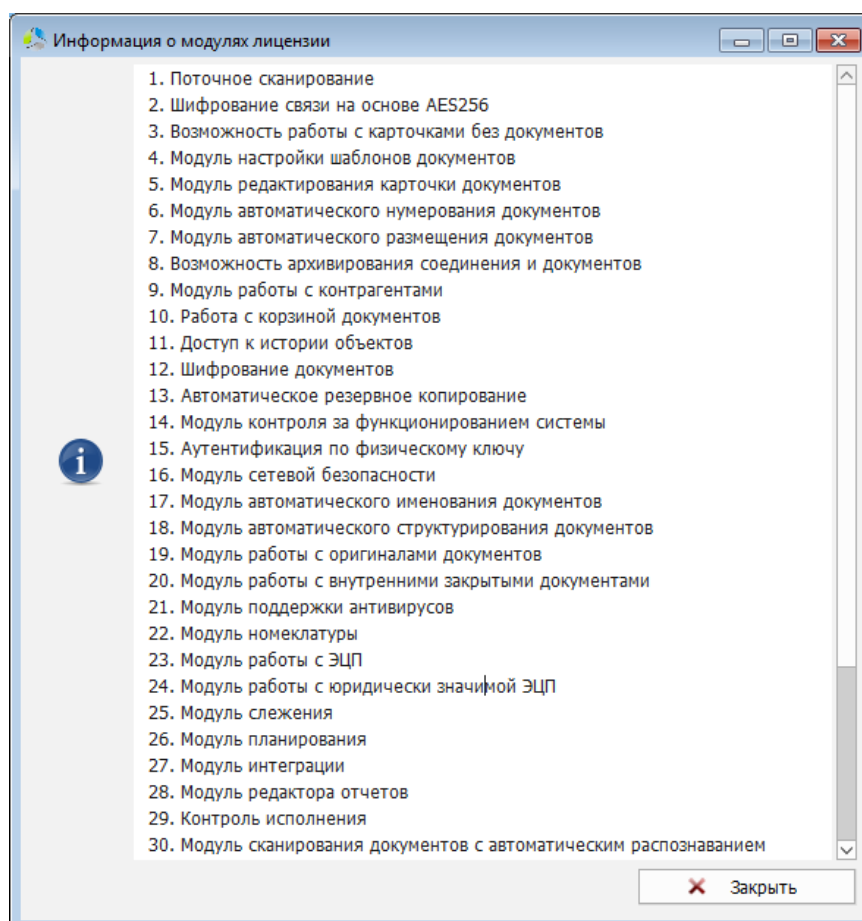 Информация о модулях лицензии
1. Поточное сканирование
2. Шифрование связи на основе AES256
3. Возможность работы с карточками без документов
4. Модуль настройки шаблонов документов
5. Модуль редактирования карточки документов
6. Модуль автоматического нумерования документов
7. Модуль автоматического размещения документов
8. Возможность архивирования соединения и документов
9. Модуль работы с контрагентами
10. Работа с корзиной документов
11. Доступ к истории объектов
12. Шифрование документов
13. Автоматическое резервное копирование
14. Модуль контроля за функционированием системы
15. Аутентификация по физическому ключу
16. Модуль сетевой безопасности
17. Модуль автоматического именования документов
18. Модуль автоматического структурирования документов
19. Модуль работы с оригиналами документов
20. Модуль работы с внутренними закрытыми документами
21. Модуль поддержки антивирусов
22. Модуль номеклатуры
23. Модуль работы с ЭЦП
24. Модуль работы с юридически значимой ЭЦП
25. Модуль слежения
26. Модуль планирования
27. Модуль интеграции
28. Модуль редактора отчетов
29. Контроль исполнения
30. Модуль сканирования документов с автоматическим распознаванием
Закрыть